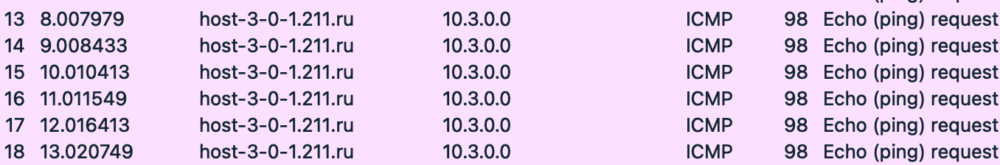 13 8.007979 host-3-0-1.211.ru 10.3.0.0 ICMP 98 Echo (ping) request
14 9.008433 host-3-0-1.211.ru 10.3.0.0 ICMP 98 Echo (ping) request
15 10.010413 host-3-0-1.211.ru 10.3.0.0 ICMP 98 Echo (ping) request
16 11.011549 host-3-0-1.211.ru 10.3.0.0 ICMP 98 Echo (ping) request
17 12.016413 host-3-0-1.211.ru 10.3.0.0 ICMP 98 Echo (ping) request
18 13.020749 host-3-0-1.211.ru 10.3.0.0 ICMP 98 Echo (ping) request